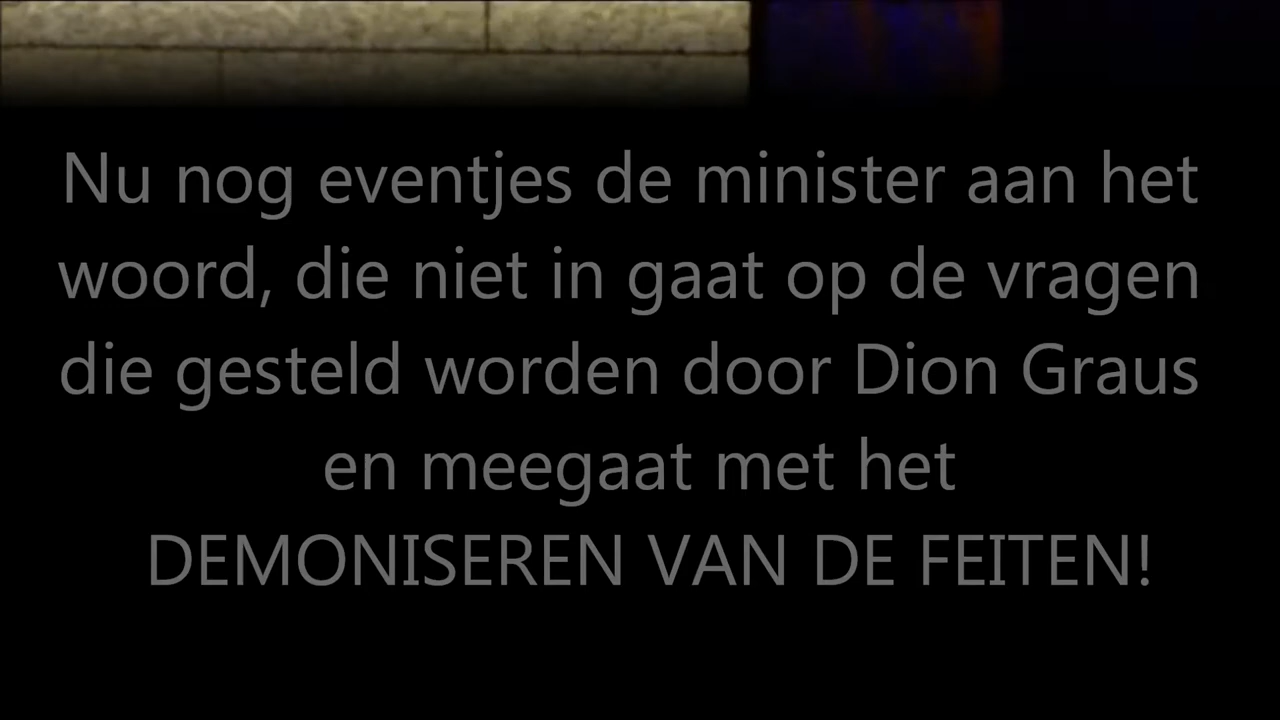 Nu nog eventjes de minister aan het
woord, die niet in gaat op de vragen
die gesteld worden door Dion Graus
en meegaat met het
DEMONISEREN VAN DE FEITEN!